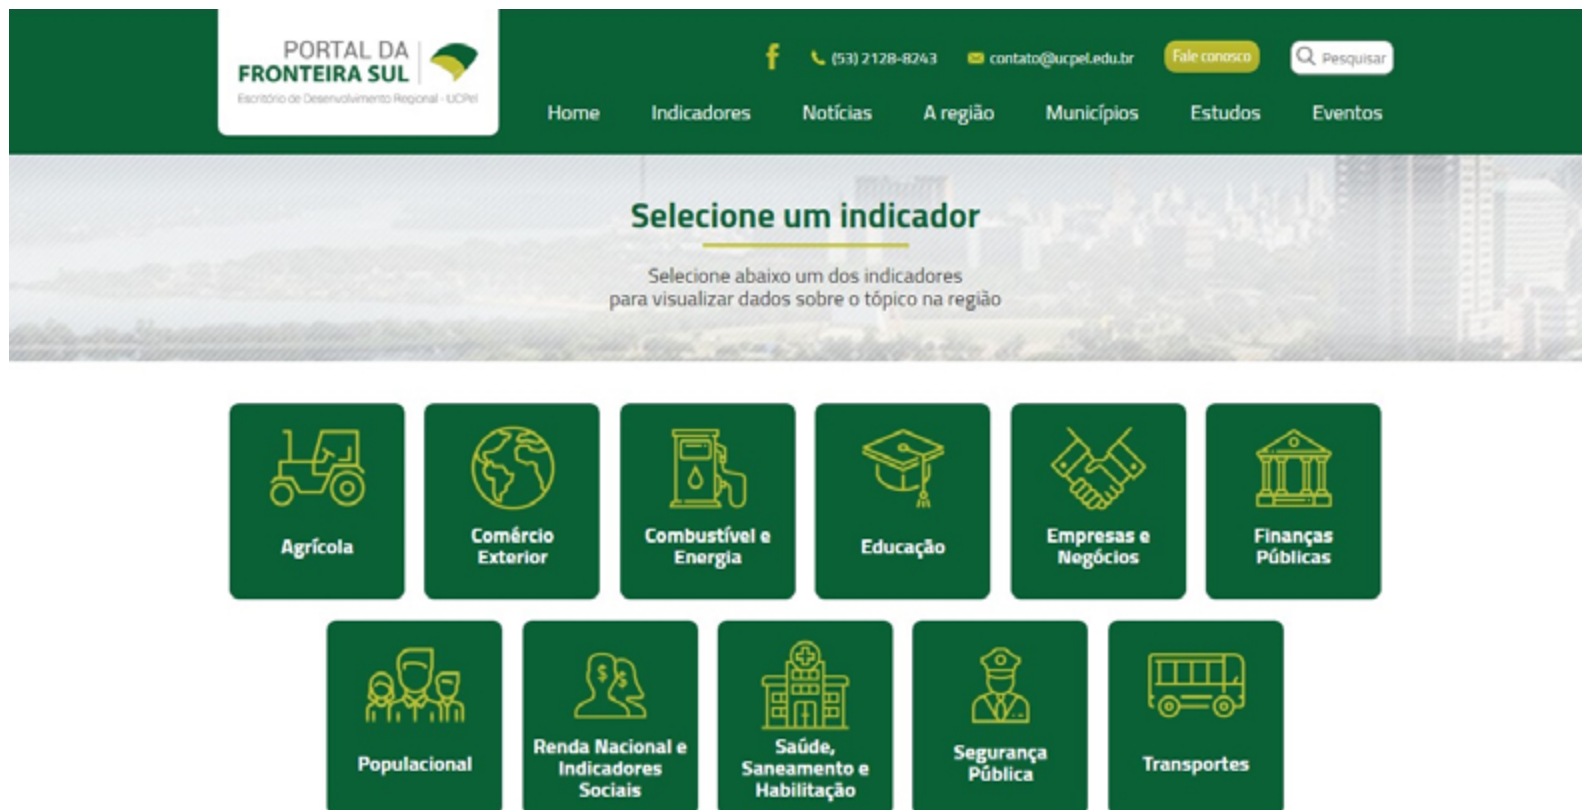 PORTAL DA
FRONTEIRA SUL
Escritório de Desenvolvimento Regional - UCPel
(53) 2128-8243
contato@ucpel.edu.br
Fale conosco
Pesquisar
Home
Indicadores
Notícias
A região
Municípios
Estudos
Eventos
Selecione um indicador
Selecione abaixo um dos indicadores
para visualizar dados sobre o tópico na região
Agrícola
Comércio
Exterior
Combustível e
Energia
Educação
Empresas e
Negócios
Finanças
Públicas
Populacional
Renda Nacional e
Indicadores
Sociais
Saúde,
Saneamento e
Habilitação
Segurança
Pública
Transportes